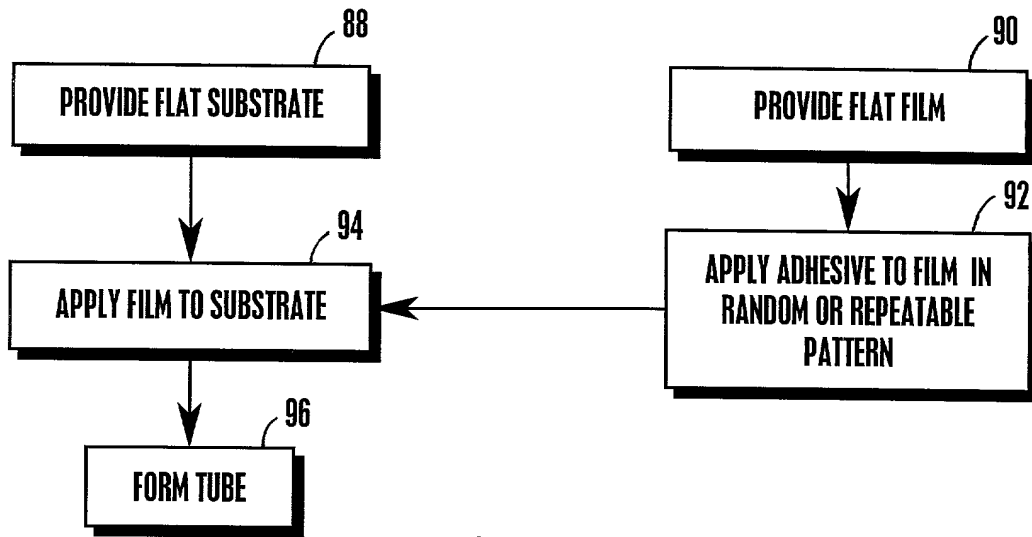 88
PROVIDE FLAT SUBSTRATE
90
PROVIDE FLAT FILM
92
APPLY ADHESIVE TO FILM IN
RANDOM OR REPEATABLE
PATTERN
94
APPLY FILM TO SUBSTRATE
96
FORM TUBE